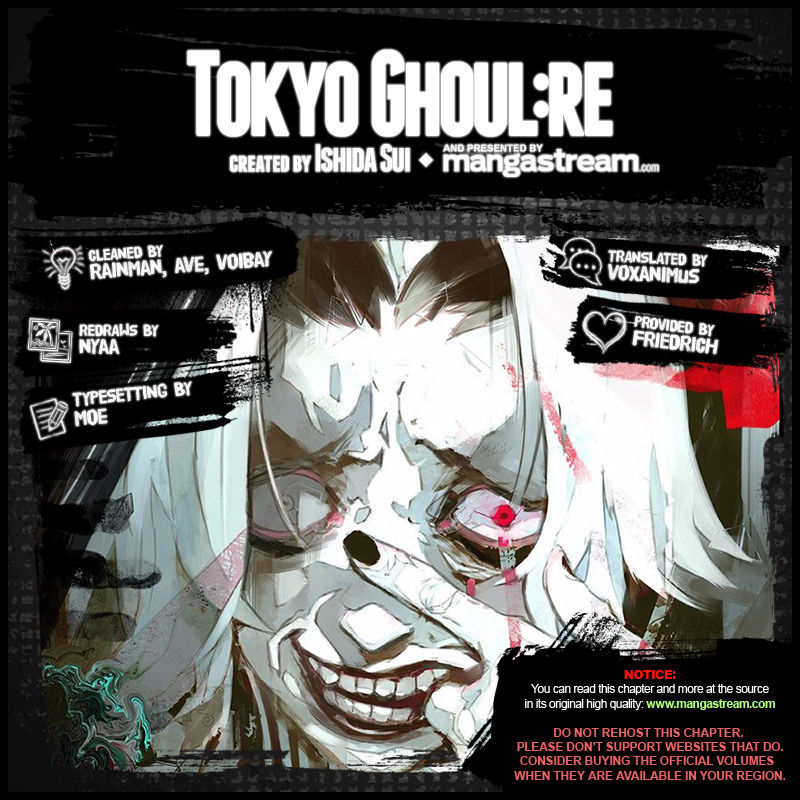 TOKYO GHOUL:RE
CREATED BY ISHIDA SUI ◆ AND PRESENTED BY mangastream.com
CLEANED BY
RAINMAN, AVE, VOIBAY
REDRAWS BY
NYAA
TYPESETTING BY
MOE
TRANSLATED BY
VOXANIMUS
PROVIDED BY
FRIEDRICH
NOTICE:
You can read this chapter and more at the source
in its original high quality: www.mangastream.com
DO NOT REHOST THIS CHAPTER.
PLEASE DON'T SUPPORT WEBSITES THAT DO.
CONSIDER BUYING THE OFFICIAL VOLUMES
WHEN THEY ARE AVAILABLE IN YOUR REGION.